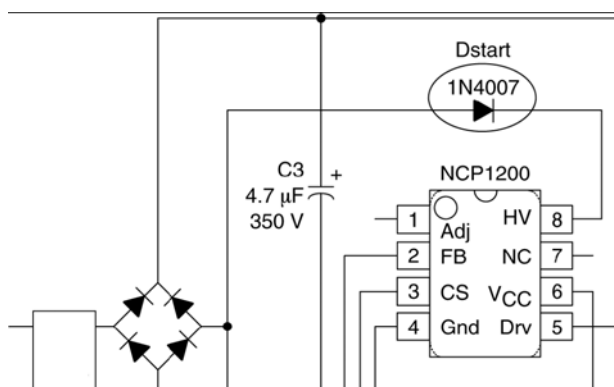 Dstart
1N4007
C3
+
4.7 µF
350 V
NCP1200
1
Adj
HV
8
2
FB
NC
7
3
CS
VCC
6
4
Gnd
Drv
5